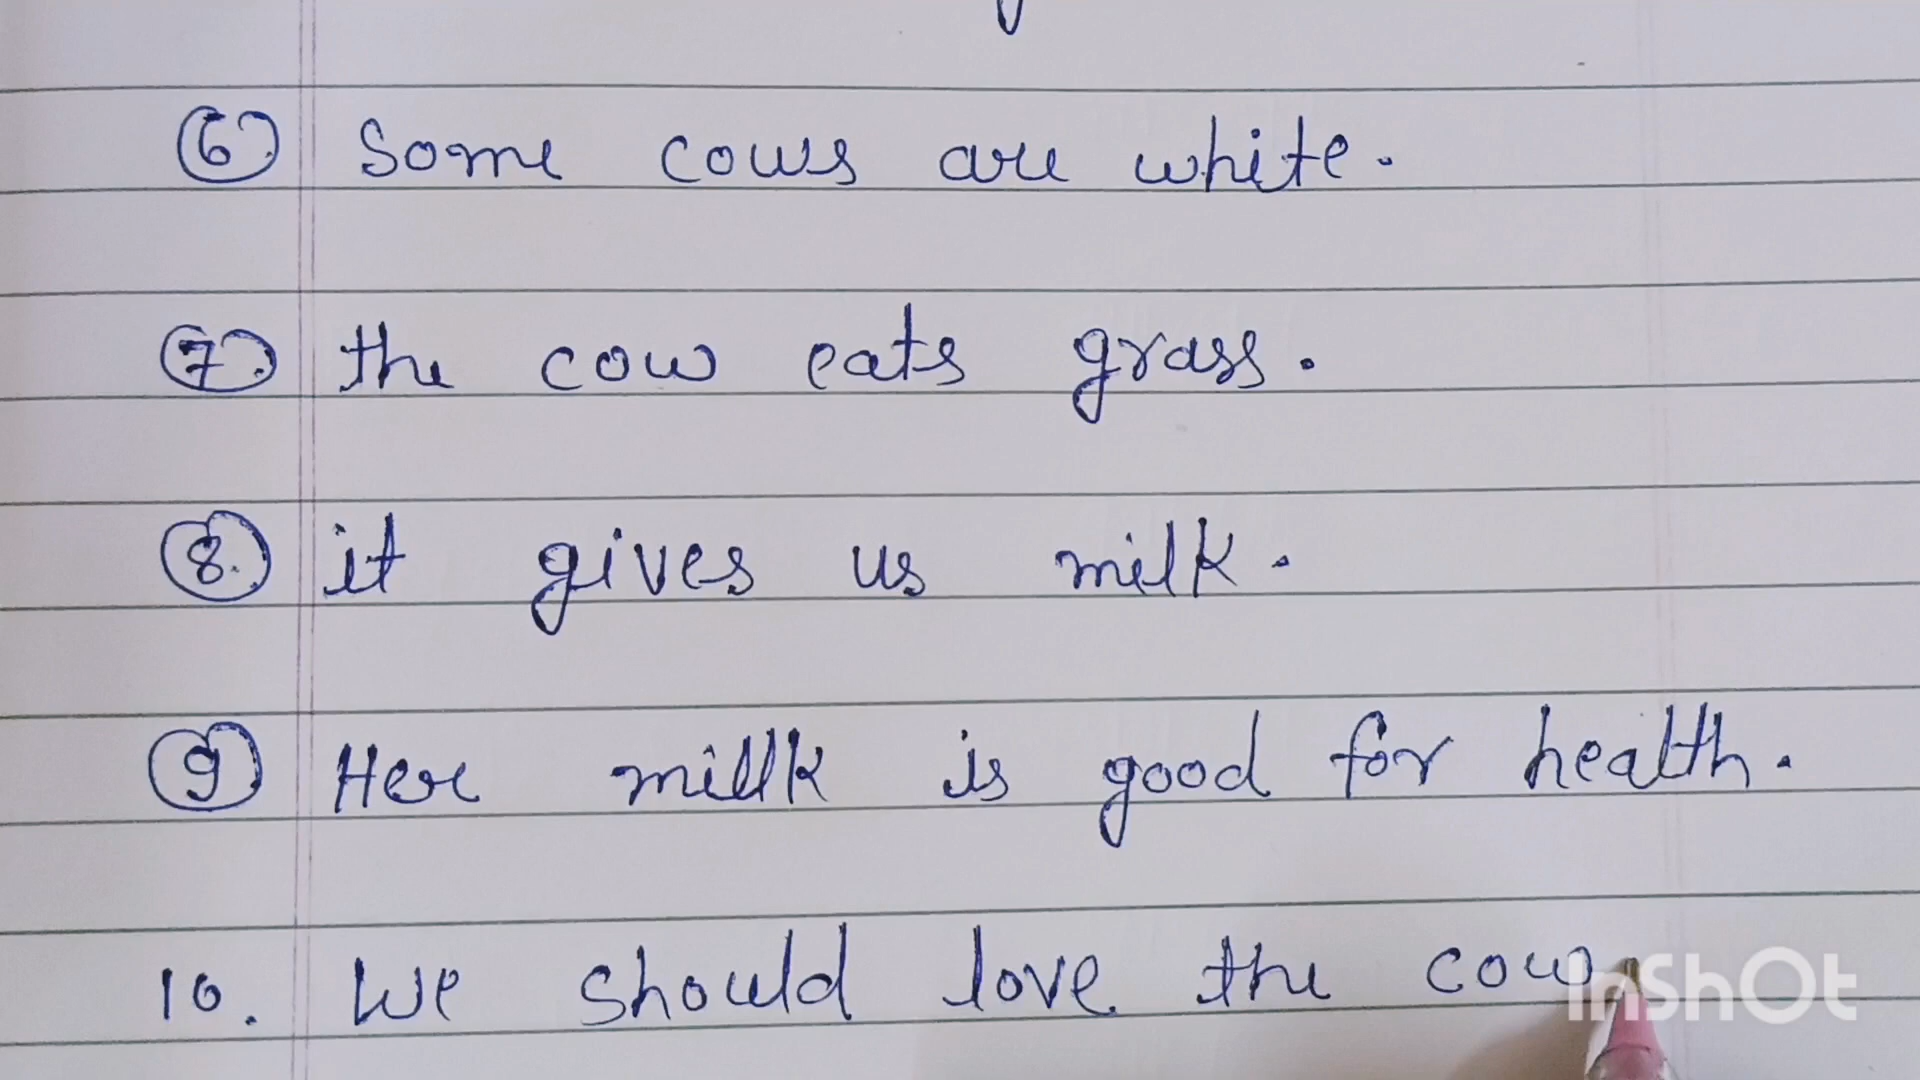 6. Some cows are white.
7. the cow eats grass.
8. it gives us milk.
9 Her millk is good for health.
10. We should love the cow
InShOt